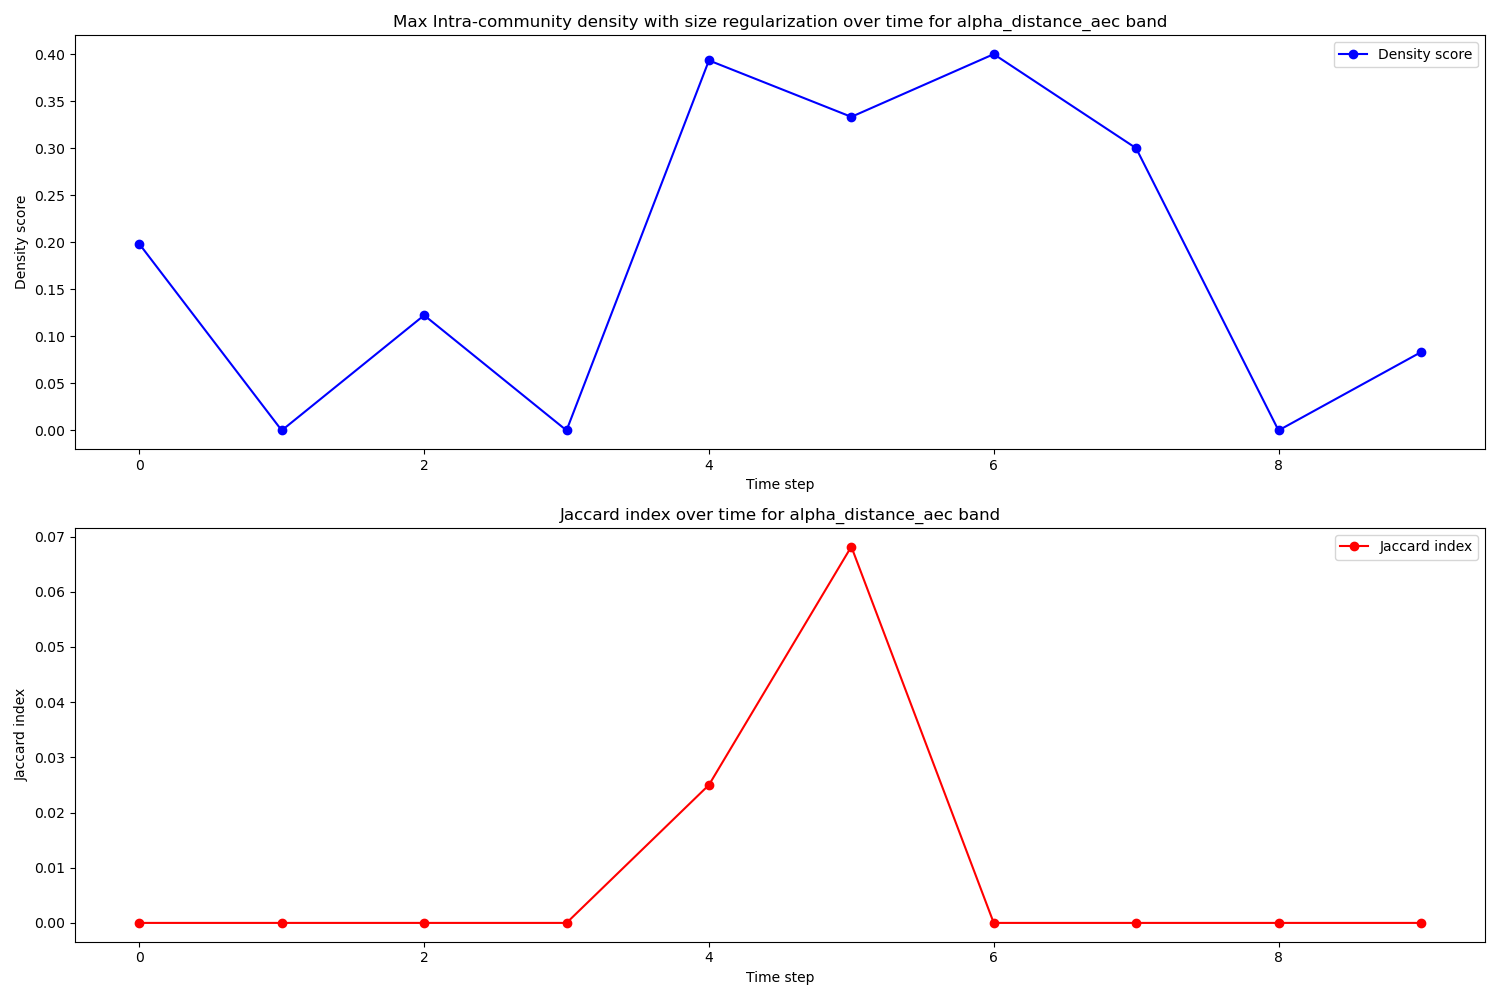 Max Intra-community density with size regularization over time for alpha_distance_aec band
Density score
0.40
0.35
0.30
0.25
0.20
0.15
0.10
0.05
0.00
Density score
0 2 4 6 8
Time step
Jaccard index over time for alpha_distance_aec band
Jaccard index
0.07
0.06
0.05
0.04
0.03
0.02
0.01
0.00
Jaccard index
0 2 4 6 8
Time step